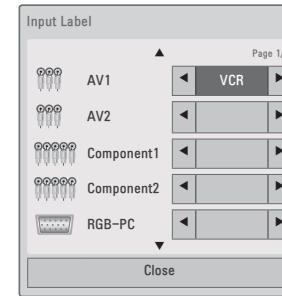 Input Label
Page 1/
AV1
VCR
AV2
Component1
Component2
RGB-PC
Close